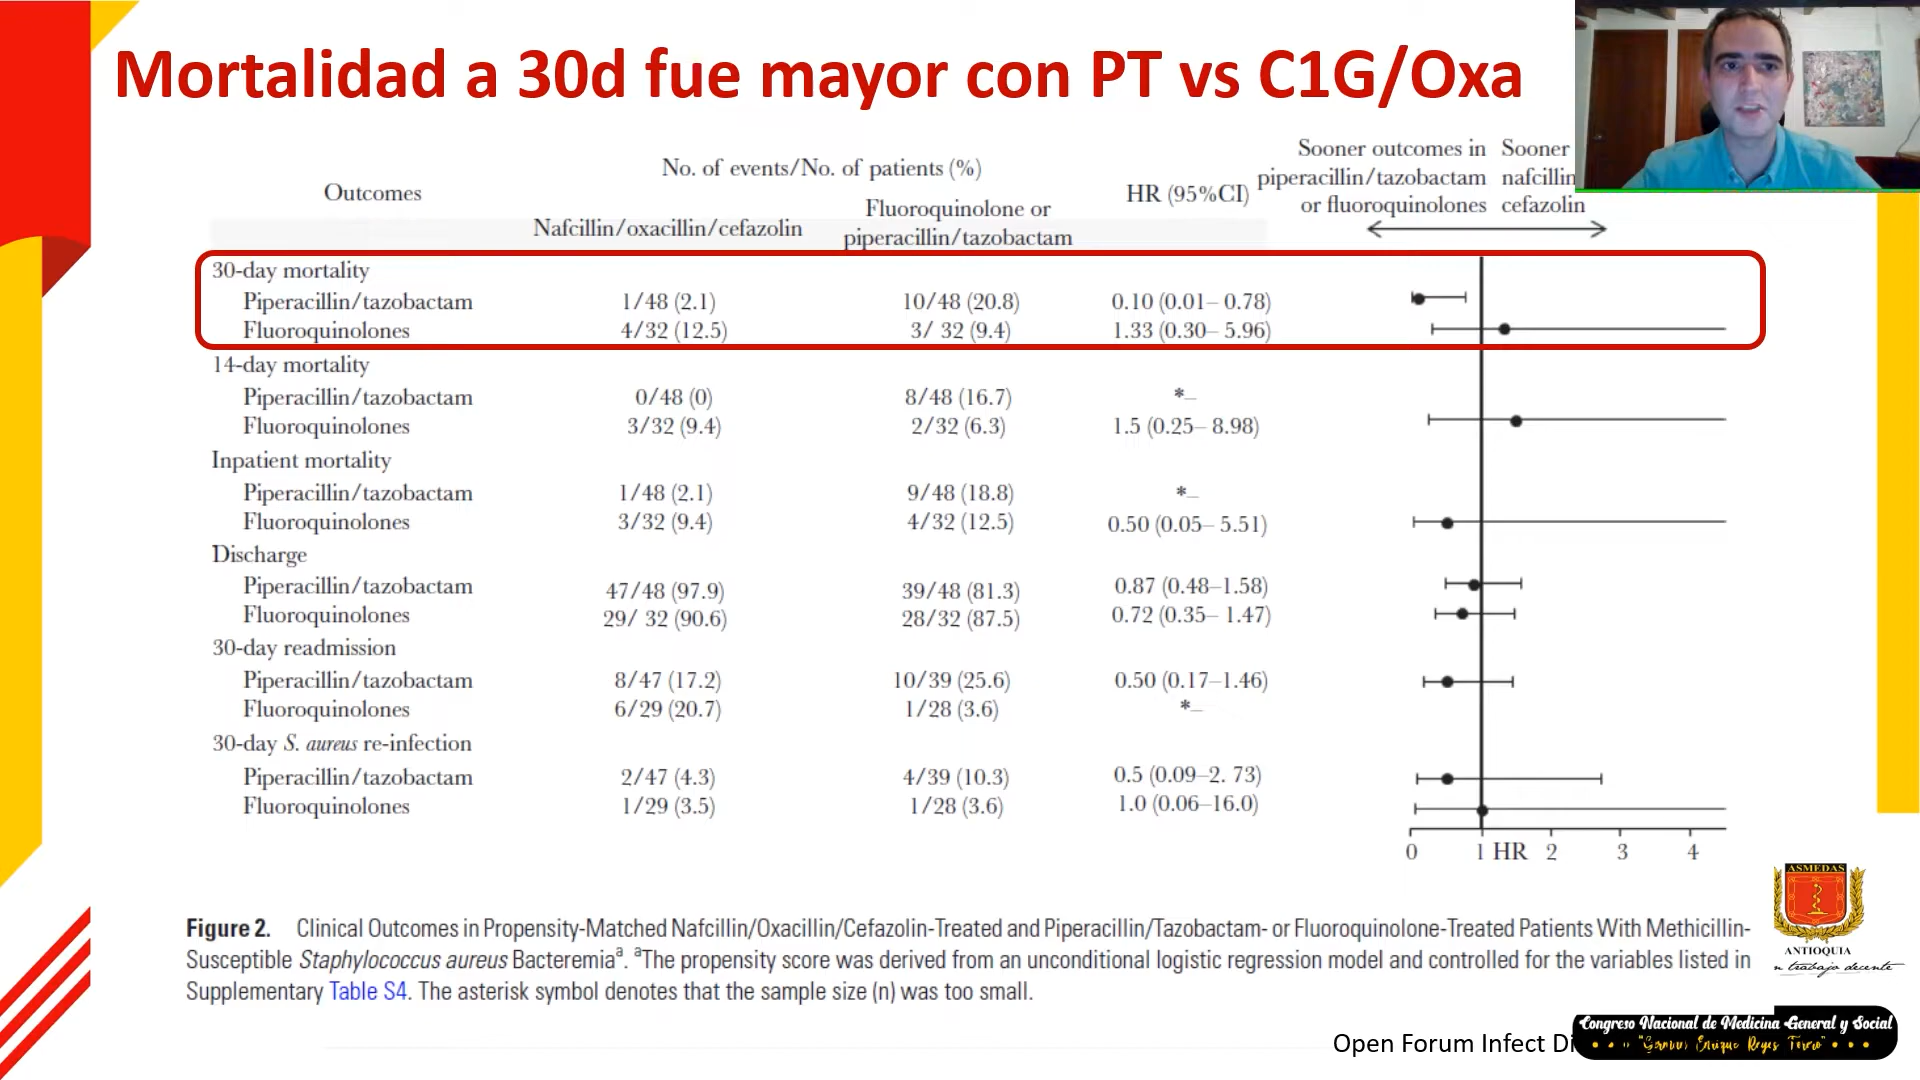 Mortalidad a 30d fue mayor con PT vs C1G/Oxa
No. of events/No. of patients (%)
Outcomes
Nafcillin/oxacillin/cefazolin
Fluoroquinolone or
piperacillin/tazobactam
HR (95%CI)
Sooner outcomes in
piperacillin/tazobactam
or fluoroquinolones
Sooner
nafcillin
cefazolin
30-day mortality
Piperacillin/tazobactam 1/48 (2.1) 10/48 (20.8) 0.10 (0.01– 0.78)
Fluoroquinolones 4/32 (12.5) 3/ 32 (9.4) 1.33 (0.30– 5.96)
14-day mortality
Piperacillin/tazobactam 0/48 (0) 8/48 (16.7) *–
Fluoroquinolones 3/32 (9.4) 2/32 (6.3) 1.5 (0.25– 8.98)
Inpatient mortality
Piperacillin/tazobactam 1/48 (2.1) 9/48 (18.8) *–
Fluoroquinolones 3/32 (9.4) 4/32 (12.5) 0.50 (0.05– 5.51)
Discharge
Piperacillin/tazobactam 47/48 (97.9) 39/48 (81.3) 0.87 (0.48–1.58)
Fluoroquinolones 29/ 32 (90.6) 28/32 (87.5) 0.72 (0.35– 1.47)
30-day readmission
Piperacillin/tazobactam 8/47 (17.2) 10/39 (25.6) 0.50 (0.17–1.46)
Fluoroquinolones 6/29 (20.7) 1/28 (3.6) *–
30-day S. aureus re-infection
Piperacillin/tazobactam 2/47 (4.3) 4/39 (10.3) 0.5 (0.09–2. 73)
Fluoroquinolones 1/29 (3.5) 1/28 (3.6) 1.0 (0.06–16.0)
0 1 HR 2 3 4
Figure 2. Clinical Outcomes in Propensity-Matched Nafcillin/Oxacillin/Cefazolin-Treated and Piperacillin/Tazobactam- or Fluoroquinolone-Treated Patients With Methicillin-
Susceptible Staphylococcus aureus Bacteremiaª. ªThe propensity score was derived from an unconditional logistic regression model and controlled for the variables listed in
Supplementary Table S4. The asterisk symbol denotes that the sample size (n) was too small.
ASMEDAS
ANTIOQUIA
n trabajo decente
Open Forum Infect Di
Congreso Nacional de Medicina General y Social
"German Enrique Reyes Forero"